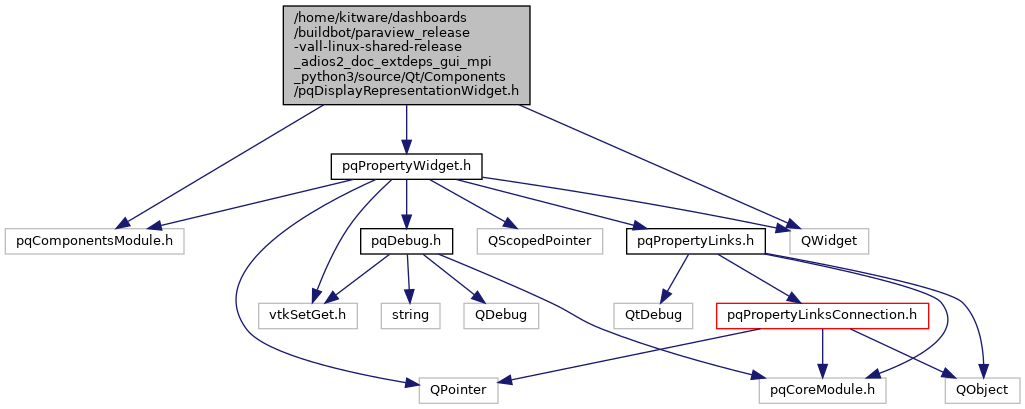 /home/kitware/dashboards
/buildbot/paraview_release
-vall-linux-shared-release
_adios2_doc_extdeps_gui_mpi
_python3/source/Qt/Components
/pqDisplayRepresentationWidget.h
pqPropertyWidget.h
pqComponentsModule.h
pqDebug.h
QScopedPointer
pqPropertyLinks.h
QWidget
vtkSetGet.h
string
QDebug
QtDebug
pqPropertyLinksConnection.h
QPointer
pqCoreModule.h
QObject